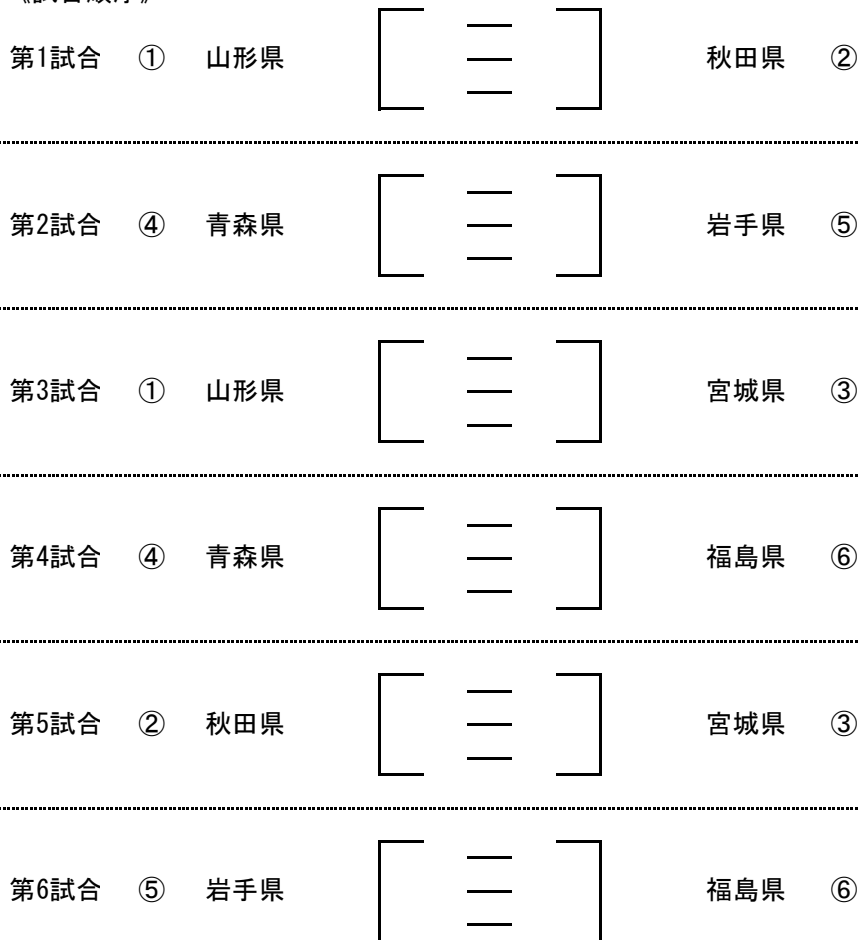 第1試合 ① 山形県 秋田県 ②
第2試合 ④ 青森県 岩手県 ⑤
第3試合 ① 山形県 宮城県 ③
第4試合 ④ 青森県 福島県 ⑥
第5試合 ② 秋田県 宮城県 ③
第6試合 ⑤ 岩手県 福島県 ⑥